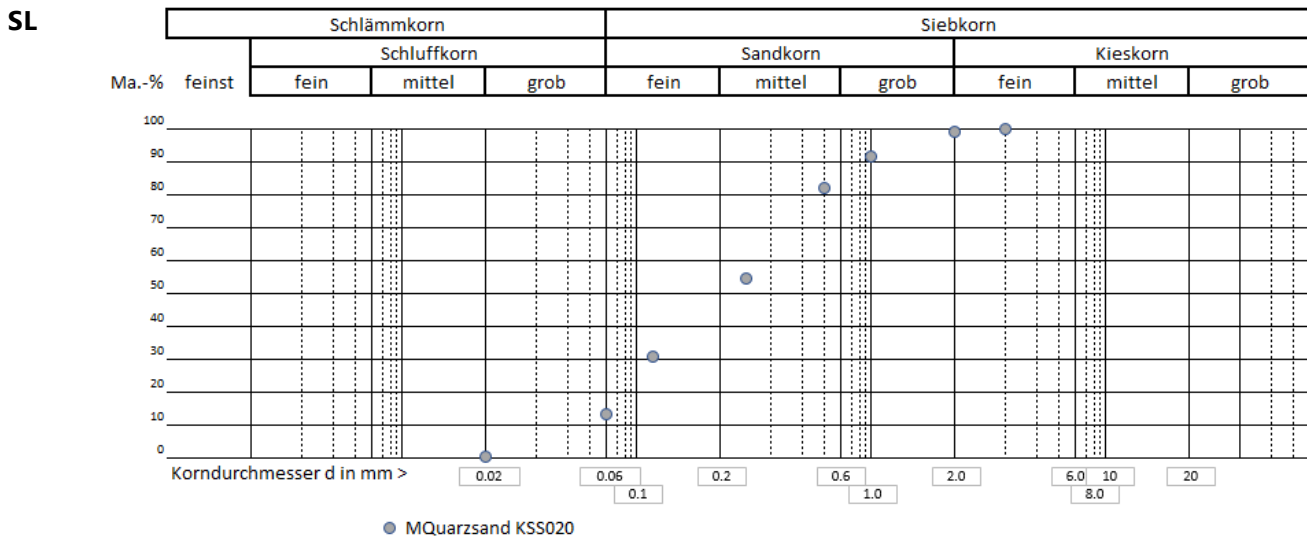 SL
Schlämmkorn Siebkorn
Schluffkorn Sandkorn Kieskorn
Ma.-% feinst fein mittel grob fein mittel grob fein mittel grob
100
90
80
70
60
50
40
30
20
10
0
Korndurchmesser d in mm > 0.02 0.06 0.2 0.6 2.0 6.0 10 20
0.1 1.0 8.0
MQuarzsand KSS020